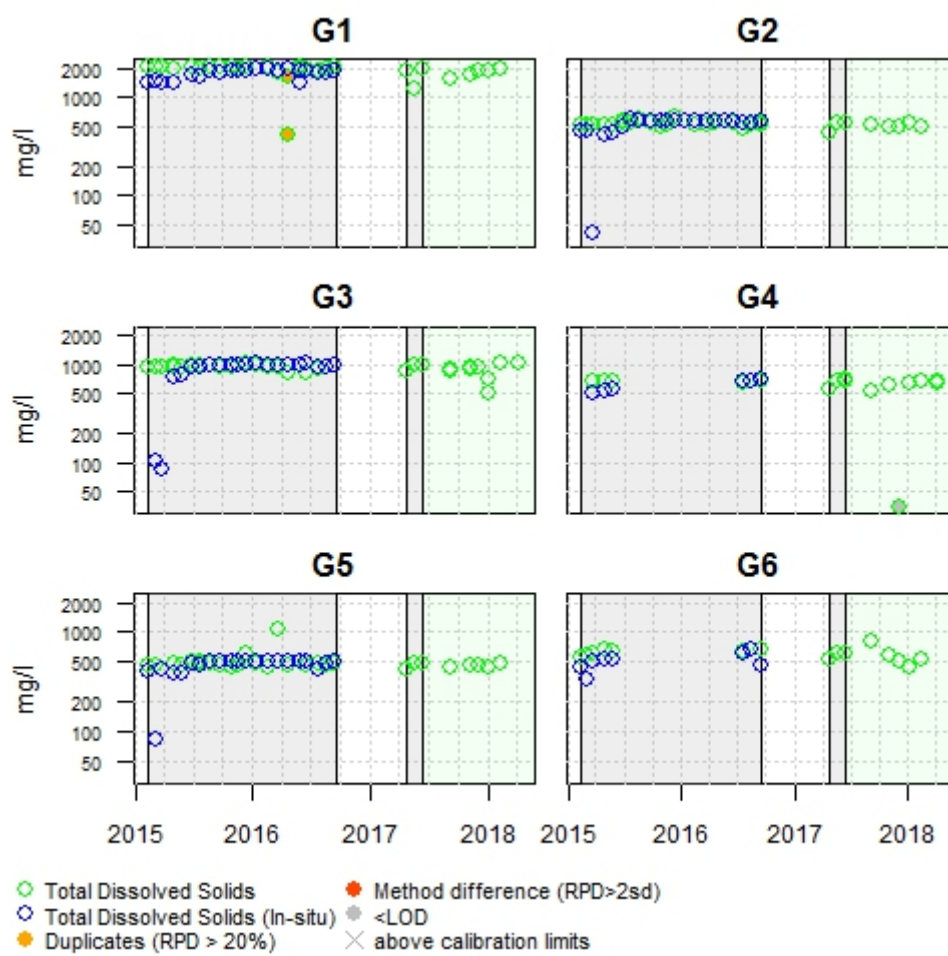 G1 G2
mg/l
2000
1000
500
200
100
50
G3 G4
mg/l
2000
1000
500
200
100
50
G5 G6
mg/l
2000
1000
500
200
100
50
2015 2016 2017 2018 2015 2016 2017 2018
Total Dissolved Solids Method difference (RPD>2sd)
Total Dissolved Solids (In-situ) <LOD
Duplicates (RPD > 20%) above calibration limits